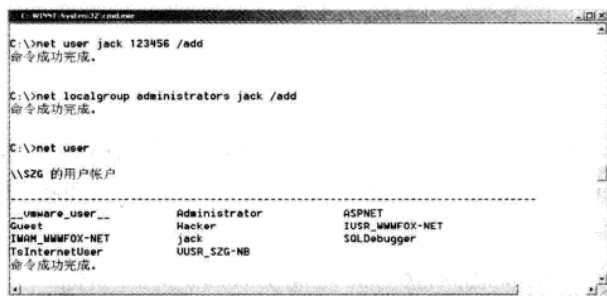 C:\WINNT\System32\cmd.exe
C:\>net user jack 123456 /add
命令成功完成。
C:\>net localgroup administrators jack /add
命令成功完成。
C:\>net user
\\SZG 的用户帐户
-------------------------------------------------------------------------------
__vmware_user__ Administrator ASPNET
Guest Hacker IUSR_WWWFOX-NET
IWAM_WWWFOX-NET jack SQLDebugger
TsInternetUser VUSR_SZG-NB
命令成功完成。